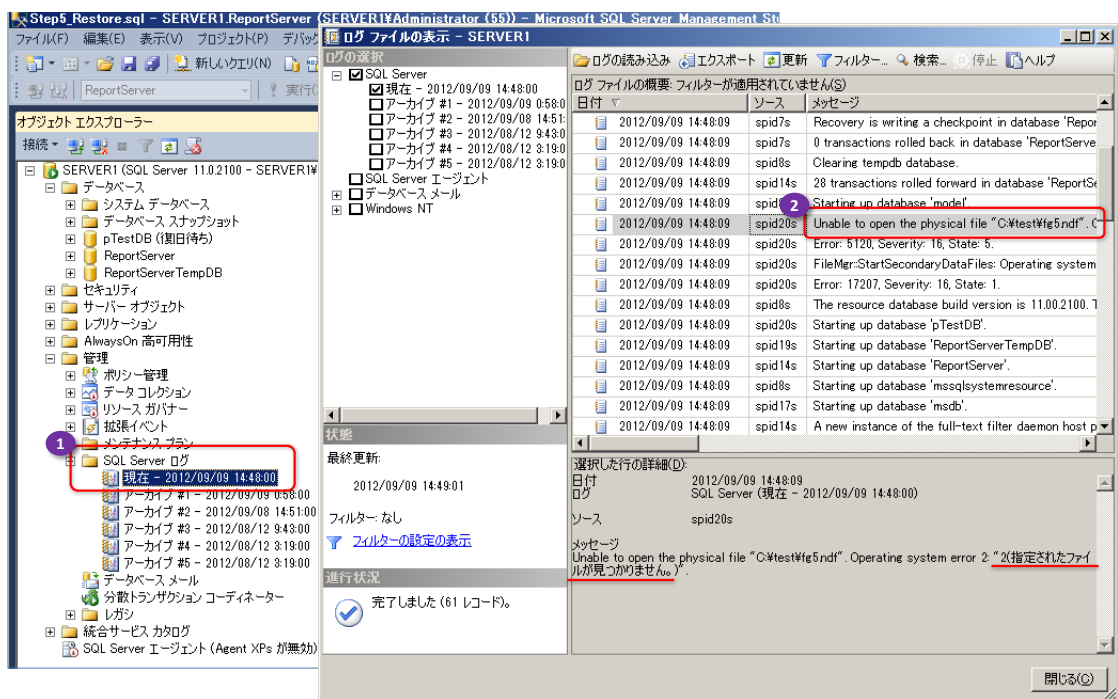 Step5_Restore.sql - SERVER1.ReportServer (SERVER1¥Administrator (55)) - Microsoft SQL Server Management
ファイル(F) 編集(E) 表示(V) プロジェクト(P)
新しいクエリ(N)
ReportServer
オブジェクト エクスプローラー
接続
SERVER1 (SQL Server 11.0.2100 - SERVER1¥
データベース
システム データベース
データベース スナップショット
pTestDB (復旧待ち)
ReportServer
ReportServerTempDB
セキュリティ
サーバー オブジェクト
レプリケーション
AlwaysOn 高可用性
管理
ポリシー管理
データ コレクション
リソース ガバナー
拡張イベント
メンテナンス プラン
1
SQL Server ログ
現在 - 2012/09/09 14:48:00
アーカイブ #1 - 2012/09/09 0:58:00
アーカイブ #2 - 2012/09/08 14:51:00
アーカイブ #3 - 2012/08/12 9:43:00
アーカイブ #4 - 2012/08/12 3:19:00
アーカイブ #5 - 2012/08/12 3:19:00
データベース メール
分散トランザクション コーディネーター
レガシ
統合サービス カタログ
SQL Server エージェント (Agent XPs が無効)
ログ ファイルの表示 - SERVER1
ログの選択
SQL Server
現在 - 2012/09/09 14:48:00
アーカイブ #1 - 2012/09/09 0:58:0
アーカイブ #2 - 2012/09/08 14:51:
アーカイブ #3 - 2012/08/12 9:43:0
アーカイブ #4 - 2012/08/12 3:19:0
アーカイブ #5 - 2012/08/12 3:19:0
SQL Server エージェント
データベース メール
Windows NT
状態
最終更新:
2012/09/09 14:49:01
フィルター: なし
フィルターの設定の表示
進行状況
完了しました (61 レコード)。
ログの読み込み エクスポート 更新 フィルター... 検索... 停止 ヘルプ
ログ ファイルの概要: フィルターが適用されていません(S)
日付 ソース メッセージ
2012/09/09 14:48:09 spid7s Recovery is writing a checkpoint in database 'Repor
2012/09/09 14:48:09 spid7s 0 transactions rolled back in database 'ReportServe
2012/09/09 14:48:09 spid8s Clearing tempdb database.
2012/09/09 14:48:09 spid14s 28 transactions rolled forward in database 'ReportSe
2012/09/09 14:48:09 Starting up database 'model'.
2
2012/09/09 14:48:09 spid20s Unable to open the physical file "C:¥test¥fg5.ndf".
2012/09/09 14:48:09 spid20s Error: 5120, Severity: 16, State: 5.
2012/09/09 14:48:09 spid20s FileMgr::StartSecondaryDataFiles: Operating system
2012/09/09 14:48:09 spid20s Error: 17207, Severity: 16, State: 1.
2012/09/09 14:48:09 spid8s The resource database build version is 11.00.2100.
2012/09/09 14:48:09 spid20s Starting up database 'pTestDB'.
2012/09/09 14:48:09 spid19s Starting up database 'ReportServerTempDB'.
2012/09/09 14:48:09 spid14s Starting up database 'ReportServer'.
2012/09/09 14:48:09 spid8s Starting up database 'mssqlsystemresource'.
2012/09/09 14:48:09 spid17s Starting up database 'msdb'.
2012/09/09 14:48:09 spid14s A new instance of the full-text filter daemon host p
選択した行の詳細(D):
日付 2012/09/09 14:48:09
ログ SQL Server (現在 - 2012/09/09 14:48:00)
ソース spid20s
メッセージ
Unable to open the physical file "C:¥test¥fg5.ndf". Operating system error 2: "2(指定されたファイ
ルが見つかりません。)".
閉じる(C)